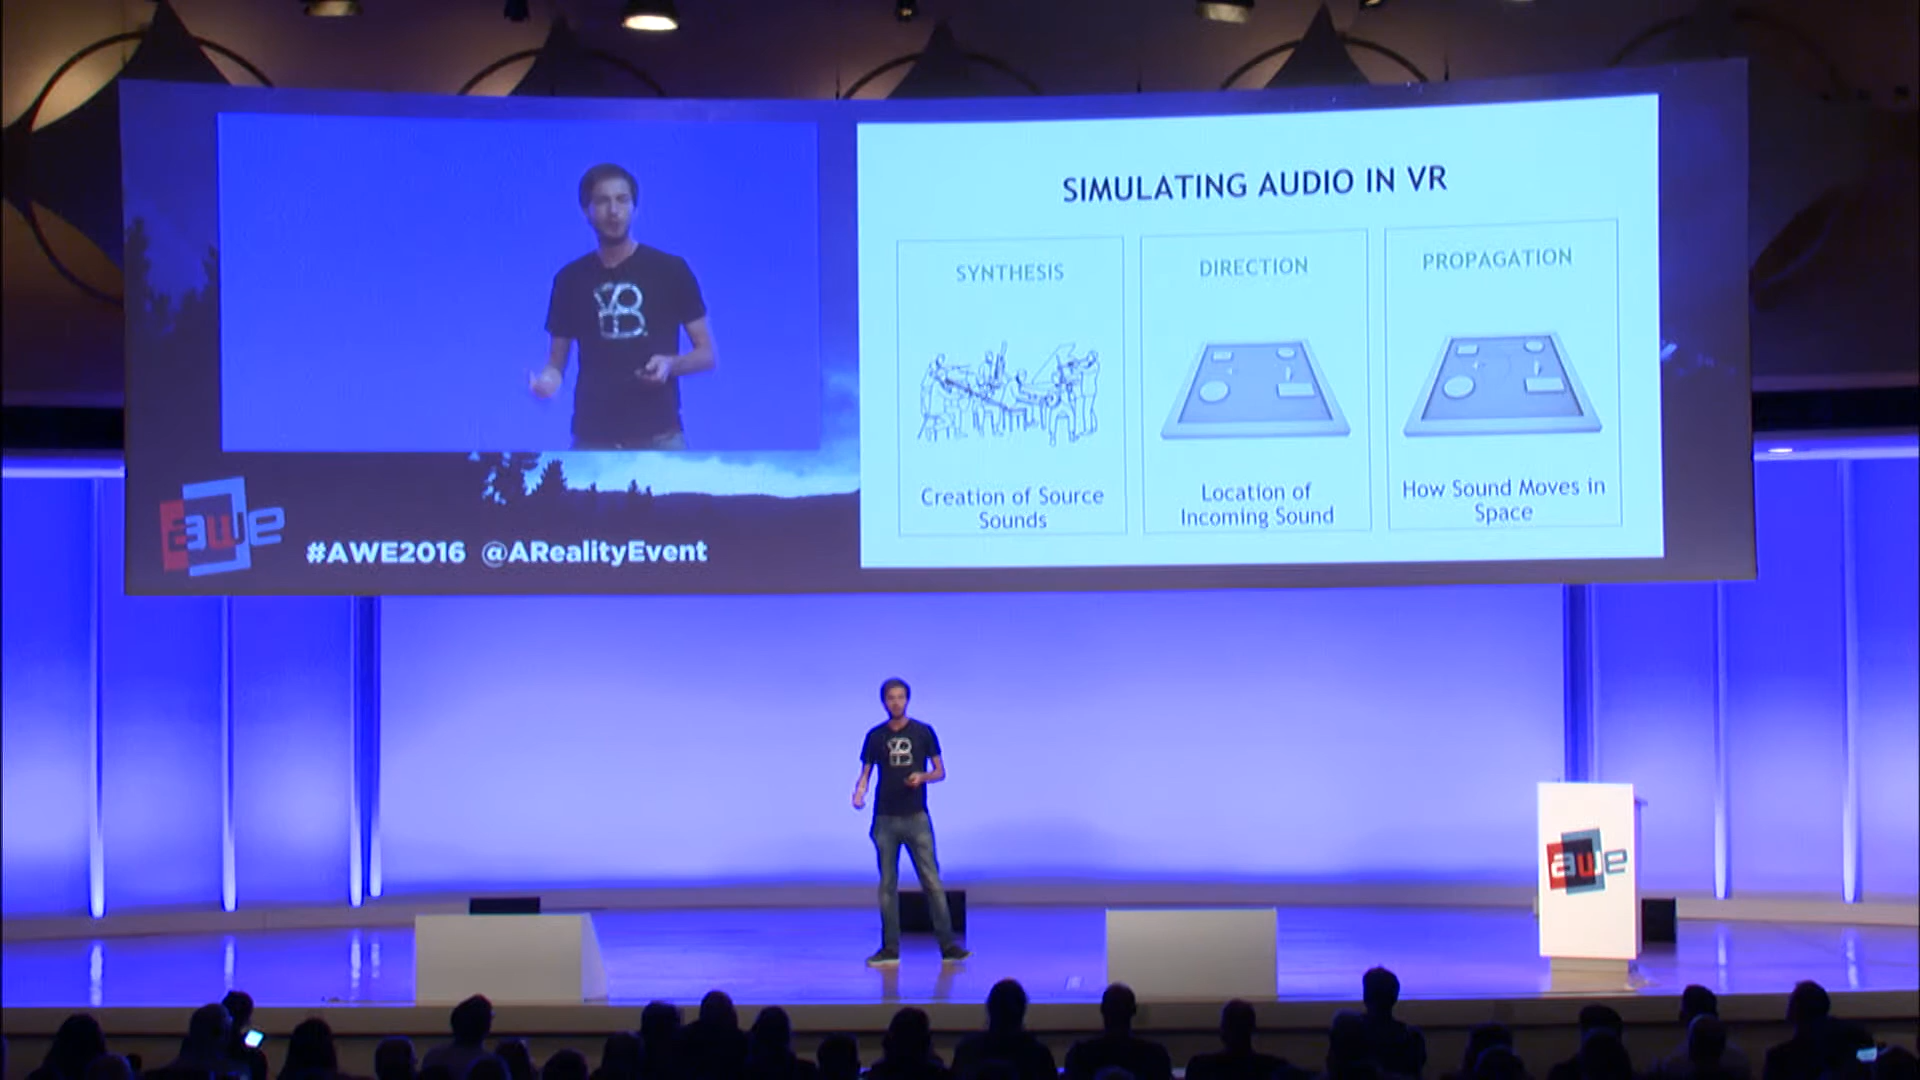 SIMULATING AUDIO IN VR
SYNTHESIS
Creation of Source
Sounds
DIRECTION
Location of
Incoming Sound
PROPAGATION
How Sound Moves in
Space
awe
#AWE2016 @ARealityEvent
awe